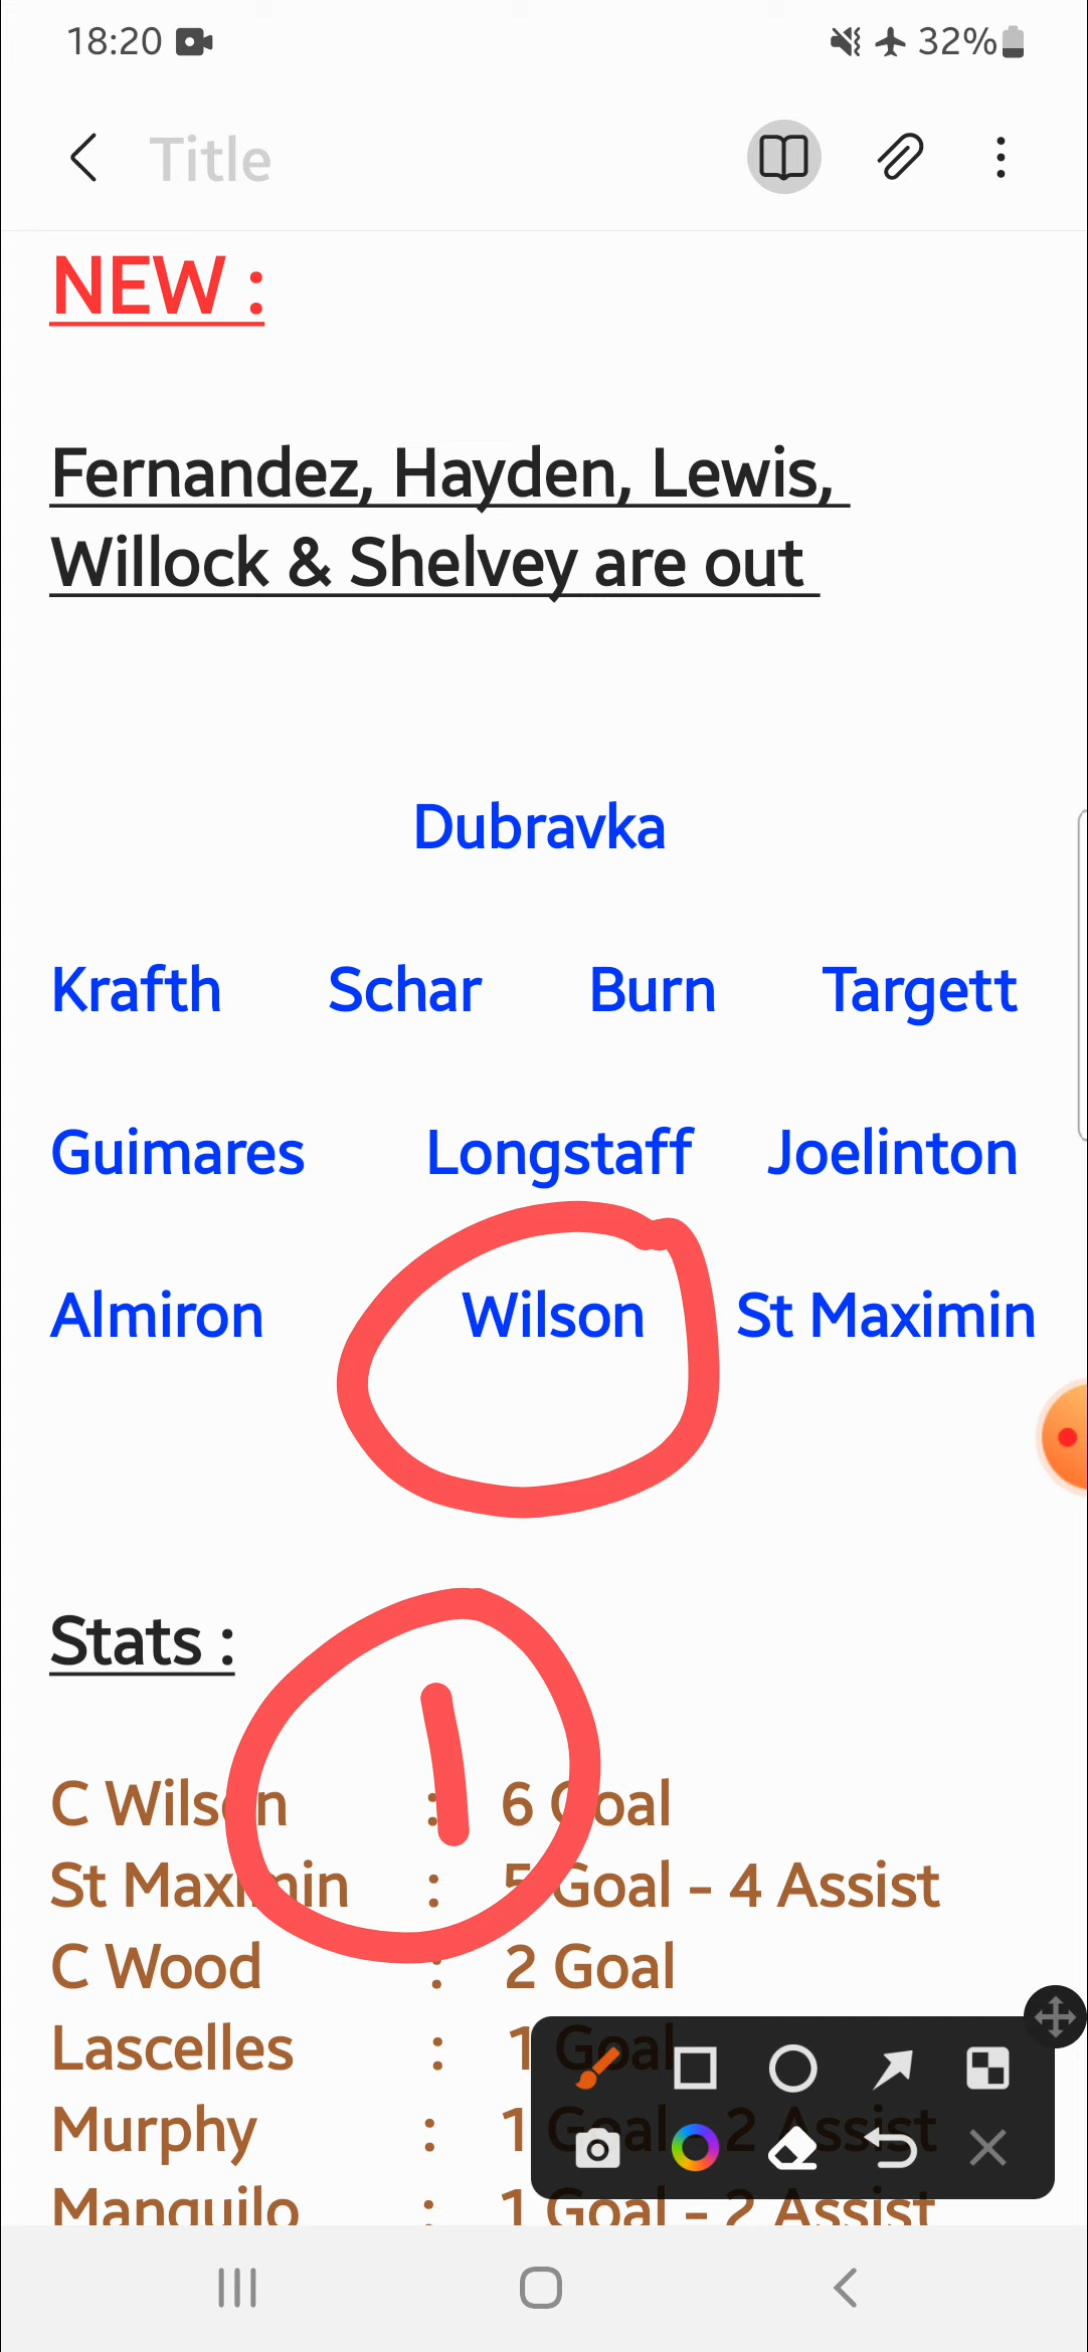 18:20 32%
Title
NEW :
Fernandez, Hayden, Lewis,
Willock & Shelvey are out
Dubravka
Krafth Schar Burn Targett
Guimares Longstaff Joelinton
Almiron Wilson St Maximin
Stats :
1
C Wilson : 6 Goal
St Maximin : 5 Goal - 4 Assist
C Wood : 2 Goal
Lascelles : 1 Goal
Murphy : 1 Goal - 2 Assist
Manquilo : 1 Goal - 2 Assist